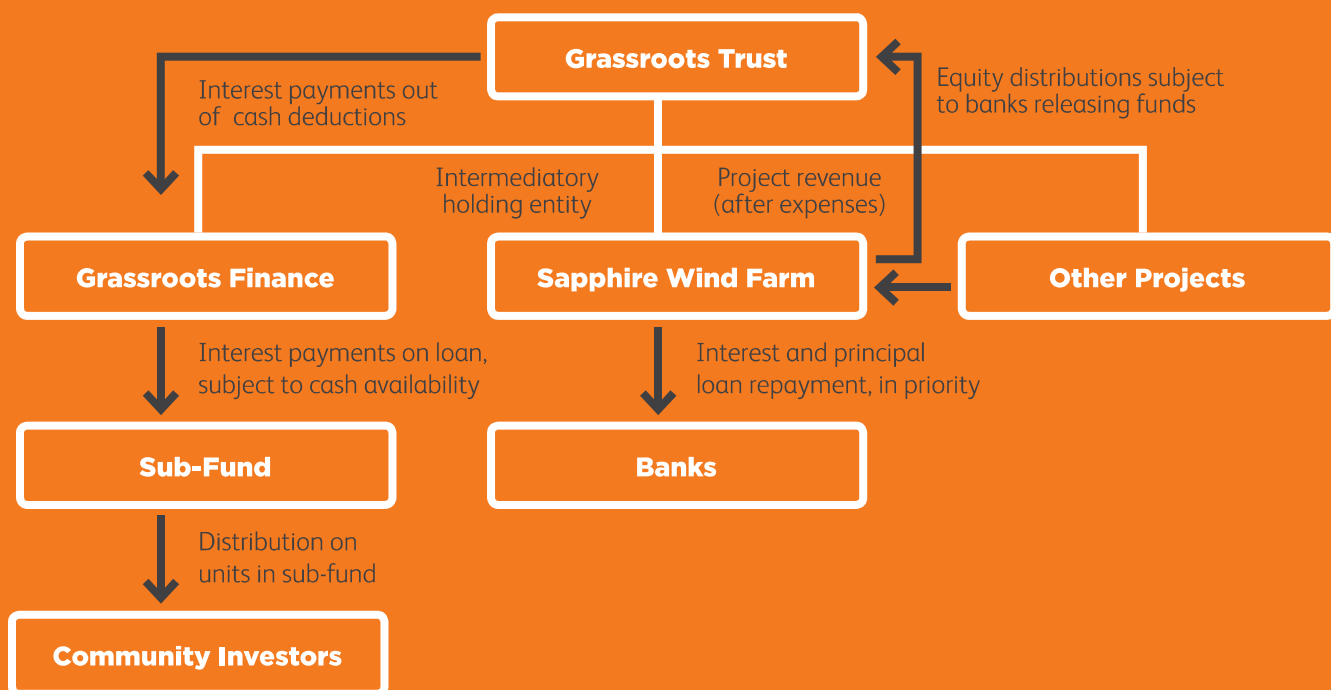 Grassroots Trust
Interest payments out
of cash deductions
Equity distributions subject
to banks releasing funds
Intermediatory
holding entity
Project revenue
(after expenses)
Grassroots Finance
Sapphire Wind Farm
Other Projects
Interest payments on loan,
subject to cash availability
Interest and principal
loan repayment, in priority
Sub-Fund
Banks
Distribution on
units in sub-fund
Community Investors